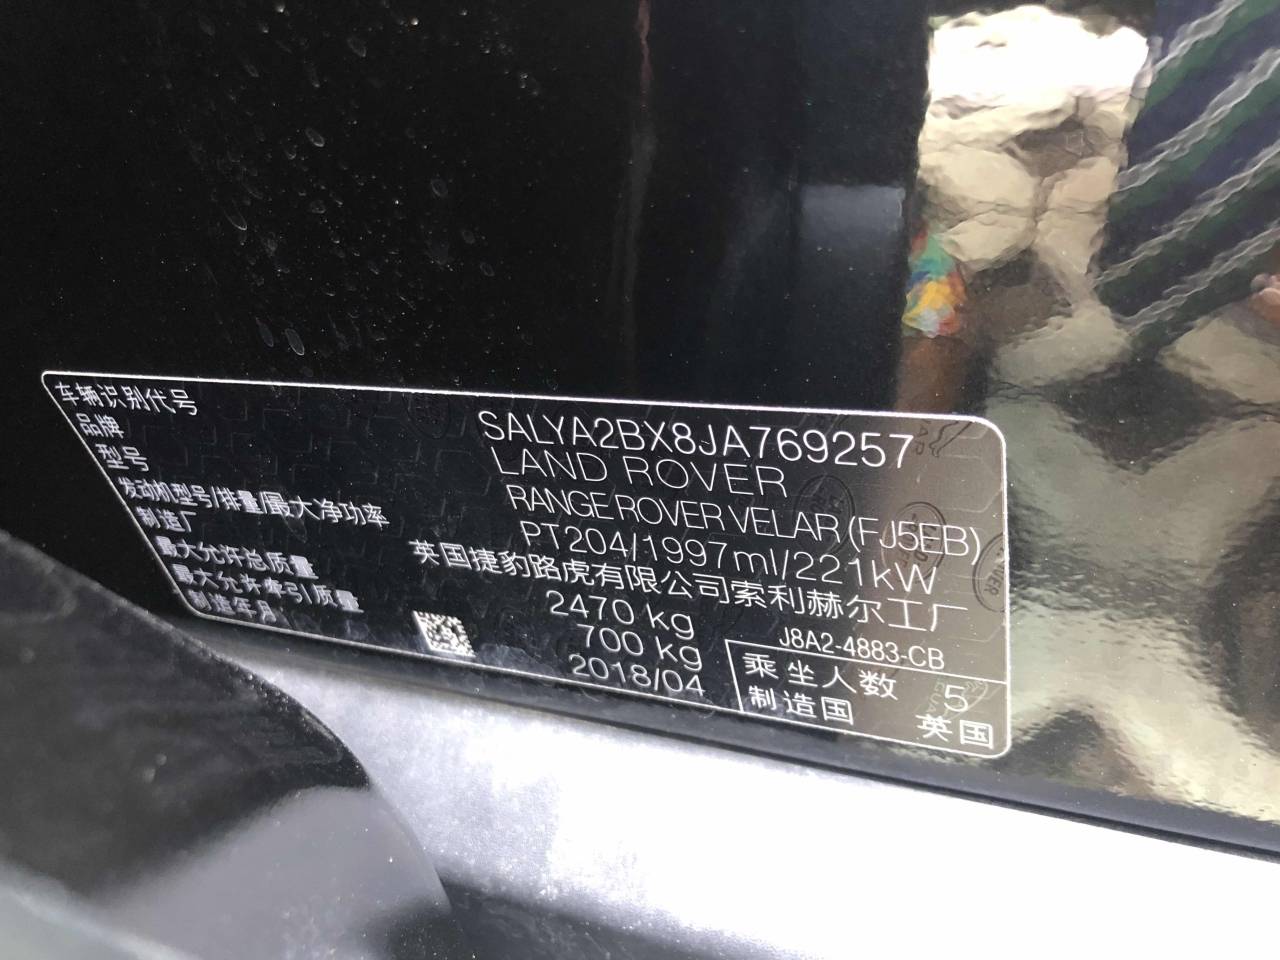 车辆识别代号 SALYA2BX8JA769257
品牌 LAND ROVER
型号 RANGE ROVER VELAR (FJ5EB)
发动机型号/排量/最大净功率 PT204/1997ml/221kW
制造厂 英国捷豹路虎有限公司索利赫尔工厂
最大允许总质量 2470 kg
最大允许牵引质量 700 kg
制造年月 2018/04
J8A2-4883-CB
乘坐人数 5
制造国 英国